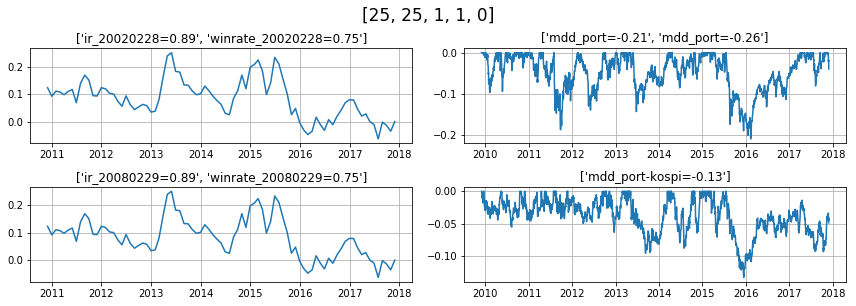 [25, 25, 1, 1, 0]
['ir_20020228=0.89', 'winrate_20020228=0.75']
0.2
0.1
0.0
2011 2012 2013 2014 2015 2016 2017 2018
['mdd_port=-0.21', 'mdd_port=-0.26']
0.0
−0.1
−0.2
2010 2011 2012 2013 2014 2015 2016 2017 2018
['ir_20080229=0.89', 'winrate_20080229=0.75']
0.2
0.1
0.0
2011 2012 2013 2014 2015 2016 2017 2018
['mdd_port-kospi=-0.13']
0.00
−0.05
−0.10
2010 2011 2012 2013 2014 2015 2016 2017 2018